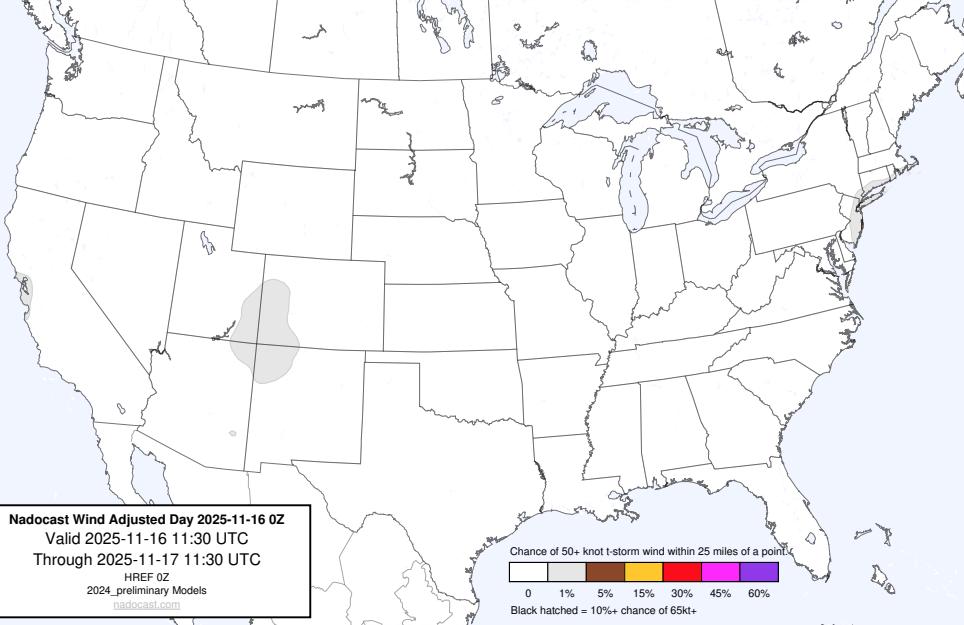 Nadocast Wind Adjusted Day 2025-11-16 0Z
Valid 2025-11-16 11:30 UTC
Through 2025-11-17 11:30 UTC
HREF 0Z
2024_preliminary Models
nadocast.com
Chance of 50+ knot t-storm wind within 25 miles of a point.
0 1% 5% 15% 30% 45% 60%
Black hatched = 10%+ chance of 65kt+